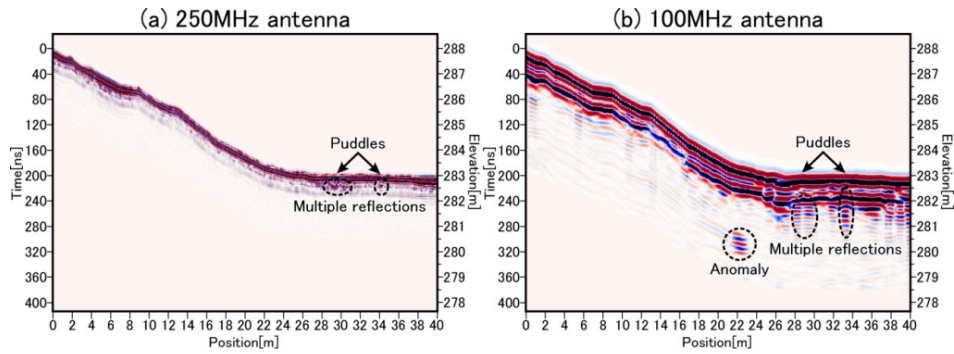 (a) 250MHz antenna
0
40
80
120
160
200
240
280
320
360
400
Time[ns]
288
287
286
285
284
283
282
281
280
279
278
Elevation[m]
Puddles
Multiple reflections
0 2 4 6 8 10 12 14 16 18 20 22 24 26 28 30 32 34 36 38 40
Position[m]
(b) 100MHz antenna
0
40
80
120
160
200
240
280
320
360
400
Time[ns]
288
287
286
285
284
283
282
281
280
279
278
Elevation[m]
Puddles
Multiple reflections
Anomaly
0 2 4 6 8 10 12 14 16 18 20 22 24 26 28 30 32 34 36 38 40
Position[m]